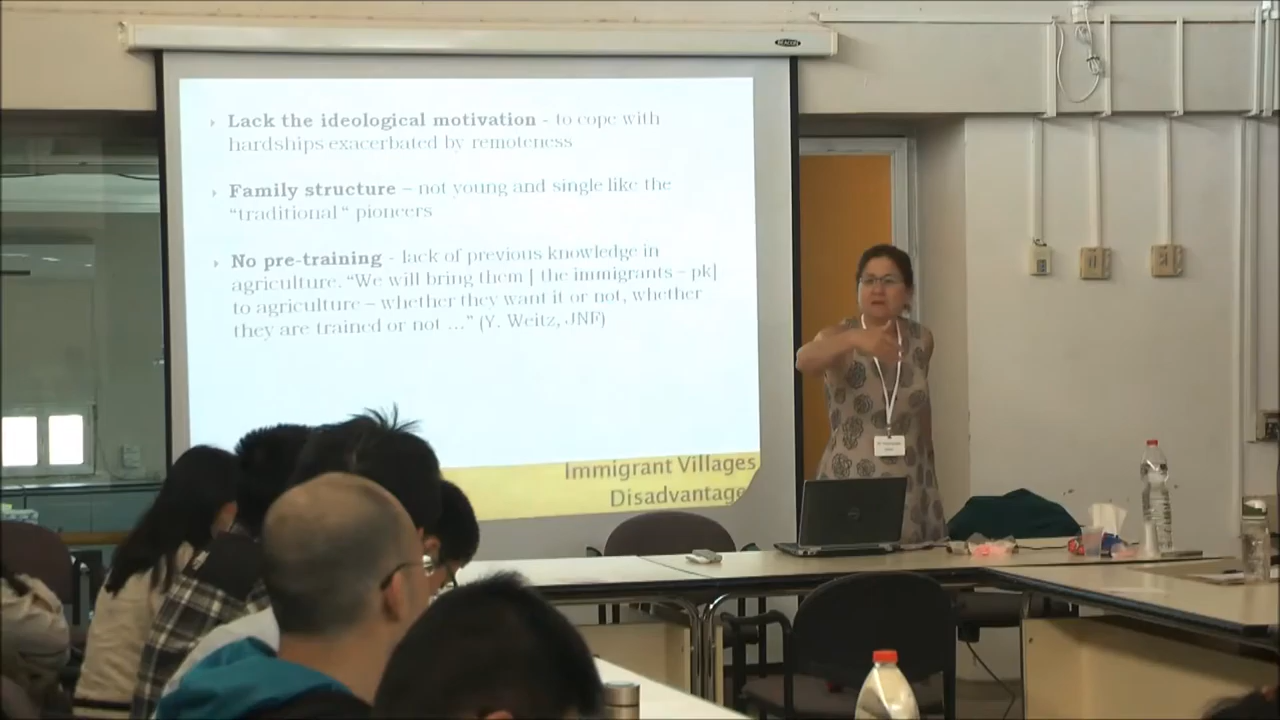 BEACON
Lack the ideological motivation - to cope with
hardships exacerbated by remoteness
Family structure – not young and single like the
"traditional" pioneers
No pre-training - lack of previous knowledge in
agriculture. "We will bring them [ the immigrants – pk]
to agriculture – whether they want it or not, whether
they are trained or not ..." (Y. Weitz, JNF)
Immigrant Villages
Disadvantage